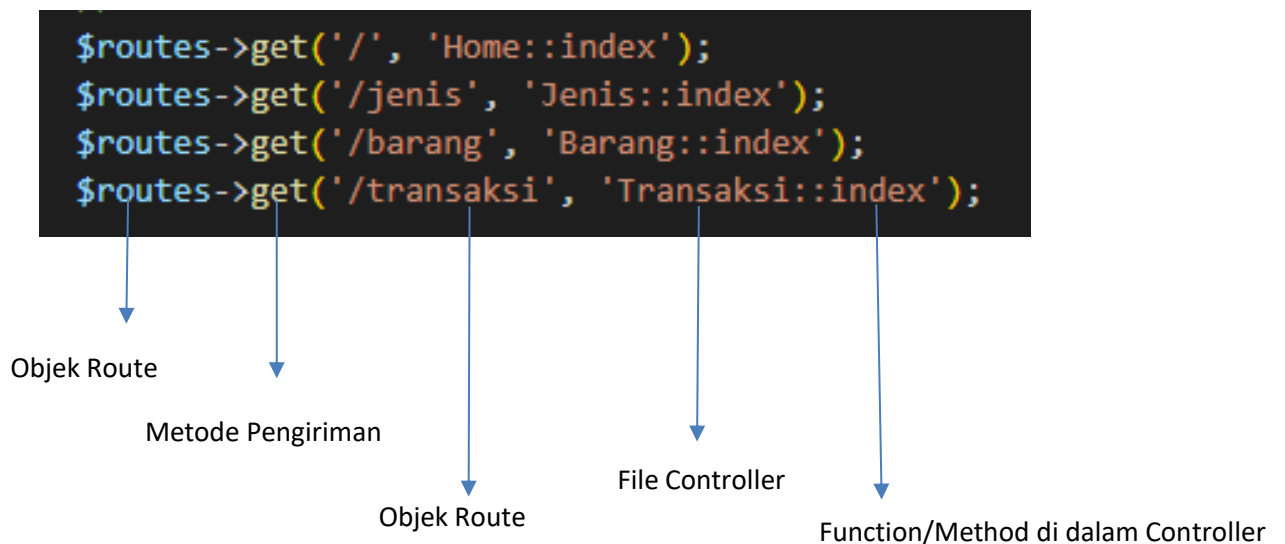 $routes->get('/', 'Home::index');
$routes->get('/jenis', 'Jenis::index');
$routes->get('/barang', 'Barang::index');
$routes->get('/transaksi', 'Transaksi::index');
Objek Route
Metode Pengiriman
File Controller
Objek Route
Function/Method di dalam Controller